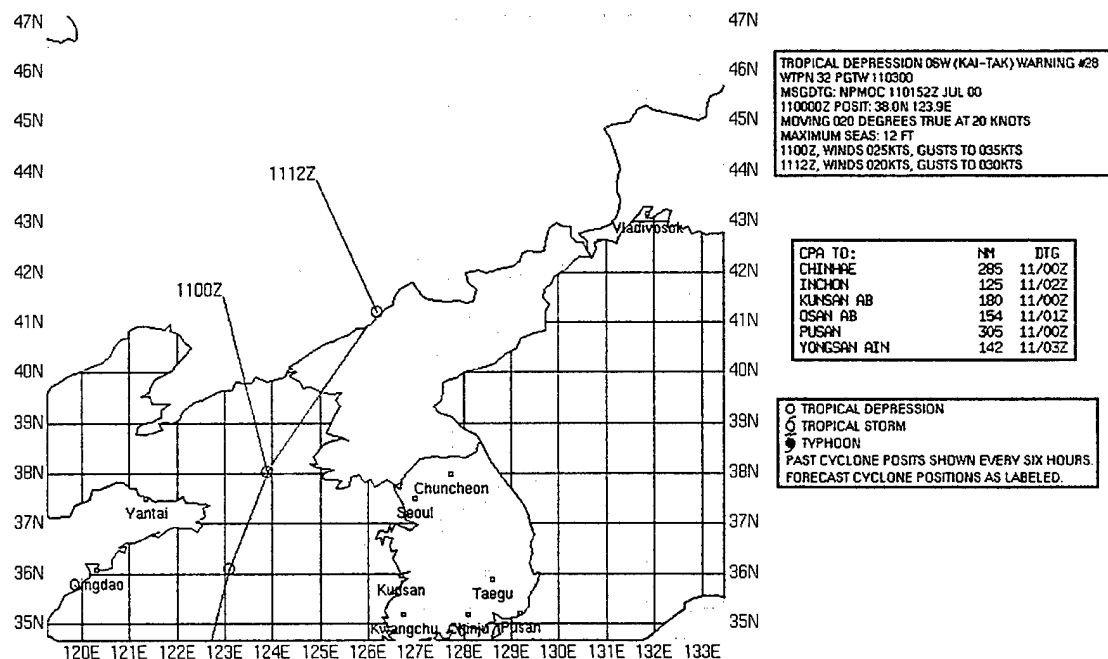 47N
46N
45N
44N
43N
42N
41N
40N
39N
38N
37N
36N
35N
120E 121E 122E 123E 124E 125E 126E 127E 128E 129E 130E 131E 132E 133E
47N
46N
45N
44N
43N
42N
41N
40N
39N
38N
37N
36N
35N
1112Z
1100Z
Vladivosok
Chuncheon
Seoul
Yantai
Qingdao
Kunsan
Taegu
Kwangchu
Chinju
Pusan
TROPICAL DEPRESSION 06W (KAI-TAK) WARNING #28
WTPN 32 PGTW 110300
MSGDTG: NPMOC 110152Z JUL 00
110000Z POSIT: 38.0N 123.9E
MOVING 020 DEGREES TRUE AT 20 KNOTS
MAXIMUM SEAS: 12 FT
1100Z, WINDS 025KTS, GUSTS TO 035KTS
1112Z, WINDS 020KTS, GUSTS TO 030KTS
CPA TO: NM DTG
CHINHAE 285 11/00Z
INCHON 125 11/02Z
KUNSAN AB 180 11/00Z
OSAN AB 154 11/01Z
PUSAN 305 11/00Z
YONGSAN AIN 142 11/03Z
TROPICAL DEPRESSION
TROPICAL STORM
TYPHOON
PAST CYCLONE POSITS SHOWN EVERY SIX HOURS.
FORECAST CYCLONE POSITIONS AS LABELED.